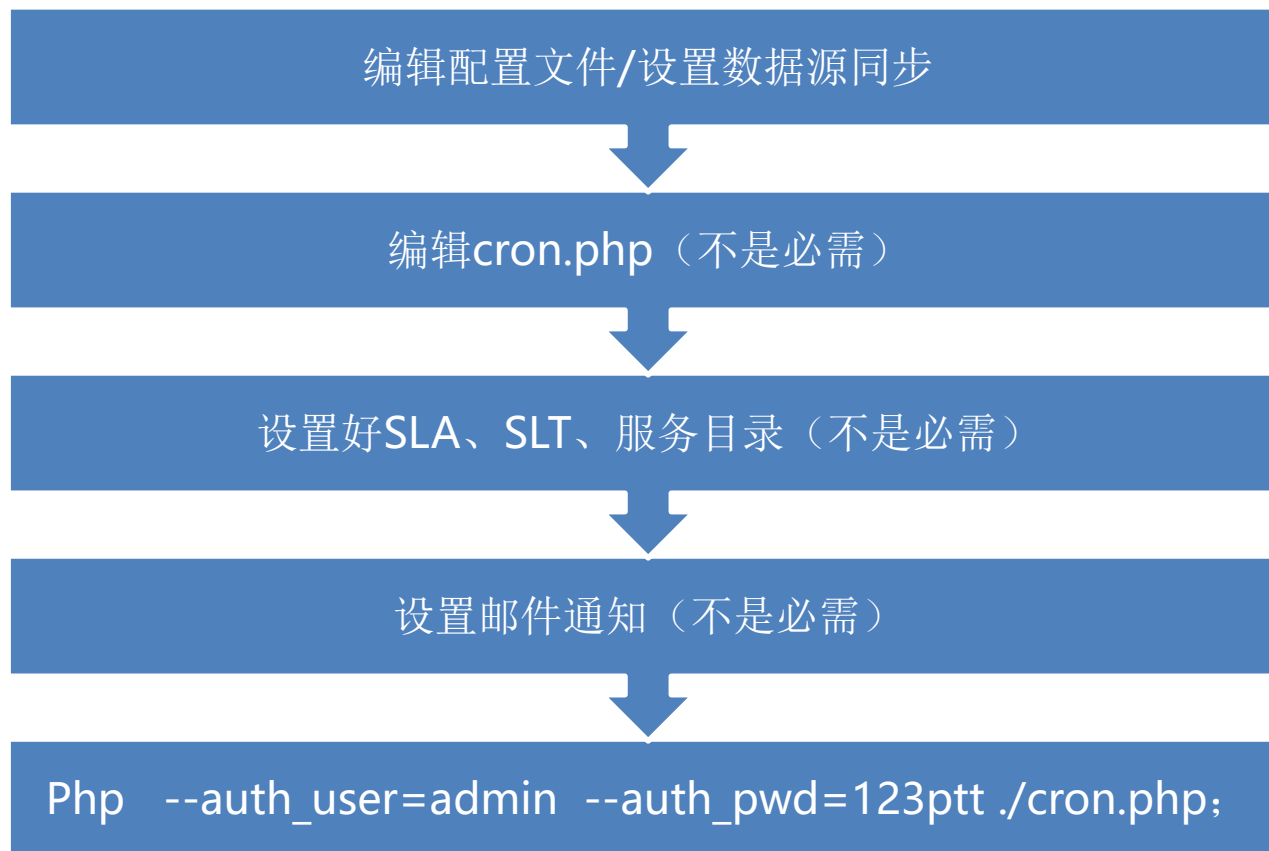 编辑配置文件/设置数据源同步
编辑cron.php（不是必需）
设置好SLA、SLT、服务目录（不是必需）
设置邮件通知（不是必需）
Php --auth_user=admin --auth_pwd=123ptt ./cron.php；